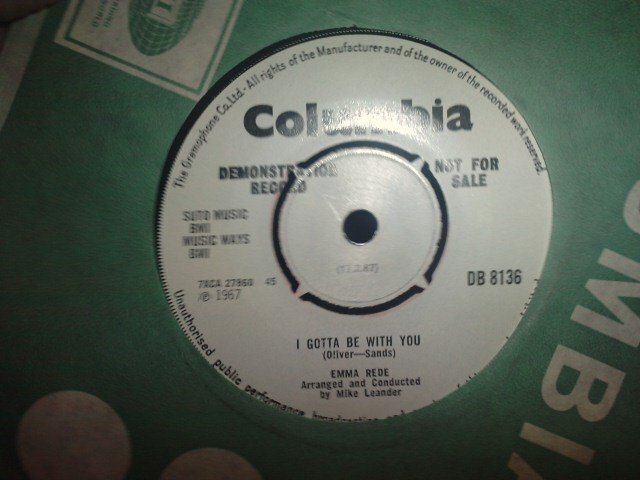 The Gramophone Co. Ltd. - All rights of the Manufacturer and of the owner of the recorded work reserved.
Columbia
DEMONSTRATION RECORD
NOT FOR SALE
SUTO MUSIC
BMI
MUSIC WAYS
BMI
7XCA 27860 45
℗ 1967
DB 8136
I GOTTA BE WITH YOU
(Oliver—Sands)
EMMA REDE
Arranged and Conducted
by Mike Leander
Unauthorised public performance broadcasting and